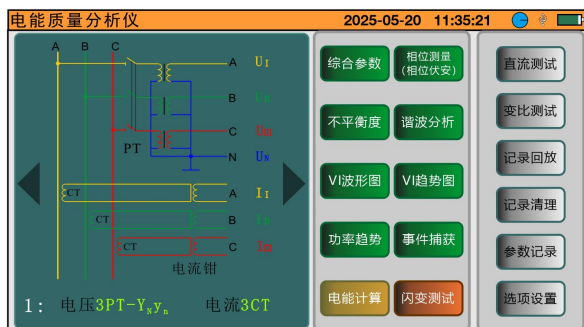 电能质量分析仪 2025-05-20 11:35:21
A B C
A U₁
B Uɪɪ
C Uɪɪɪ
N Uɴ
PT
CT A I₁
CT B
CT C Iɪɪɪ
电流钳
1: 电压3PT-YNyn 电流3CT
综合参数
相位测量
(相位伏安)
不平衡度
谐波分析
VI波形图
VI趋势图
功率趋势
事件捕获
电能计算
闪变测试
直流测试
变比测试
记录回放
记录清理
参数记录
选项设置